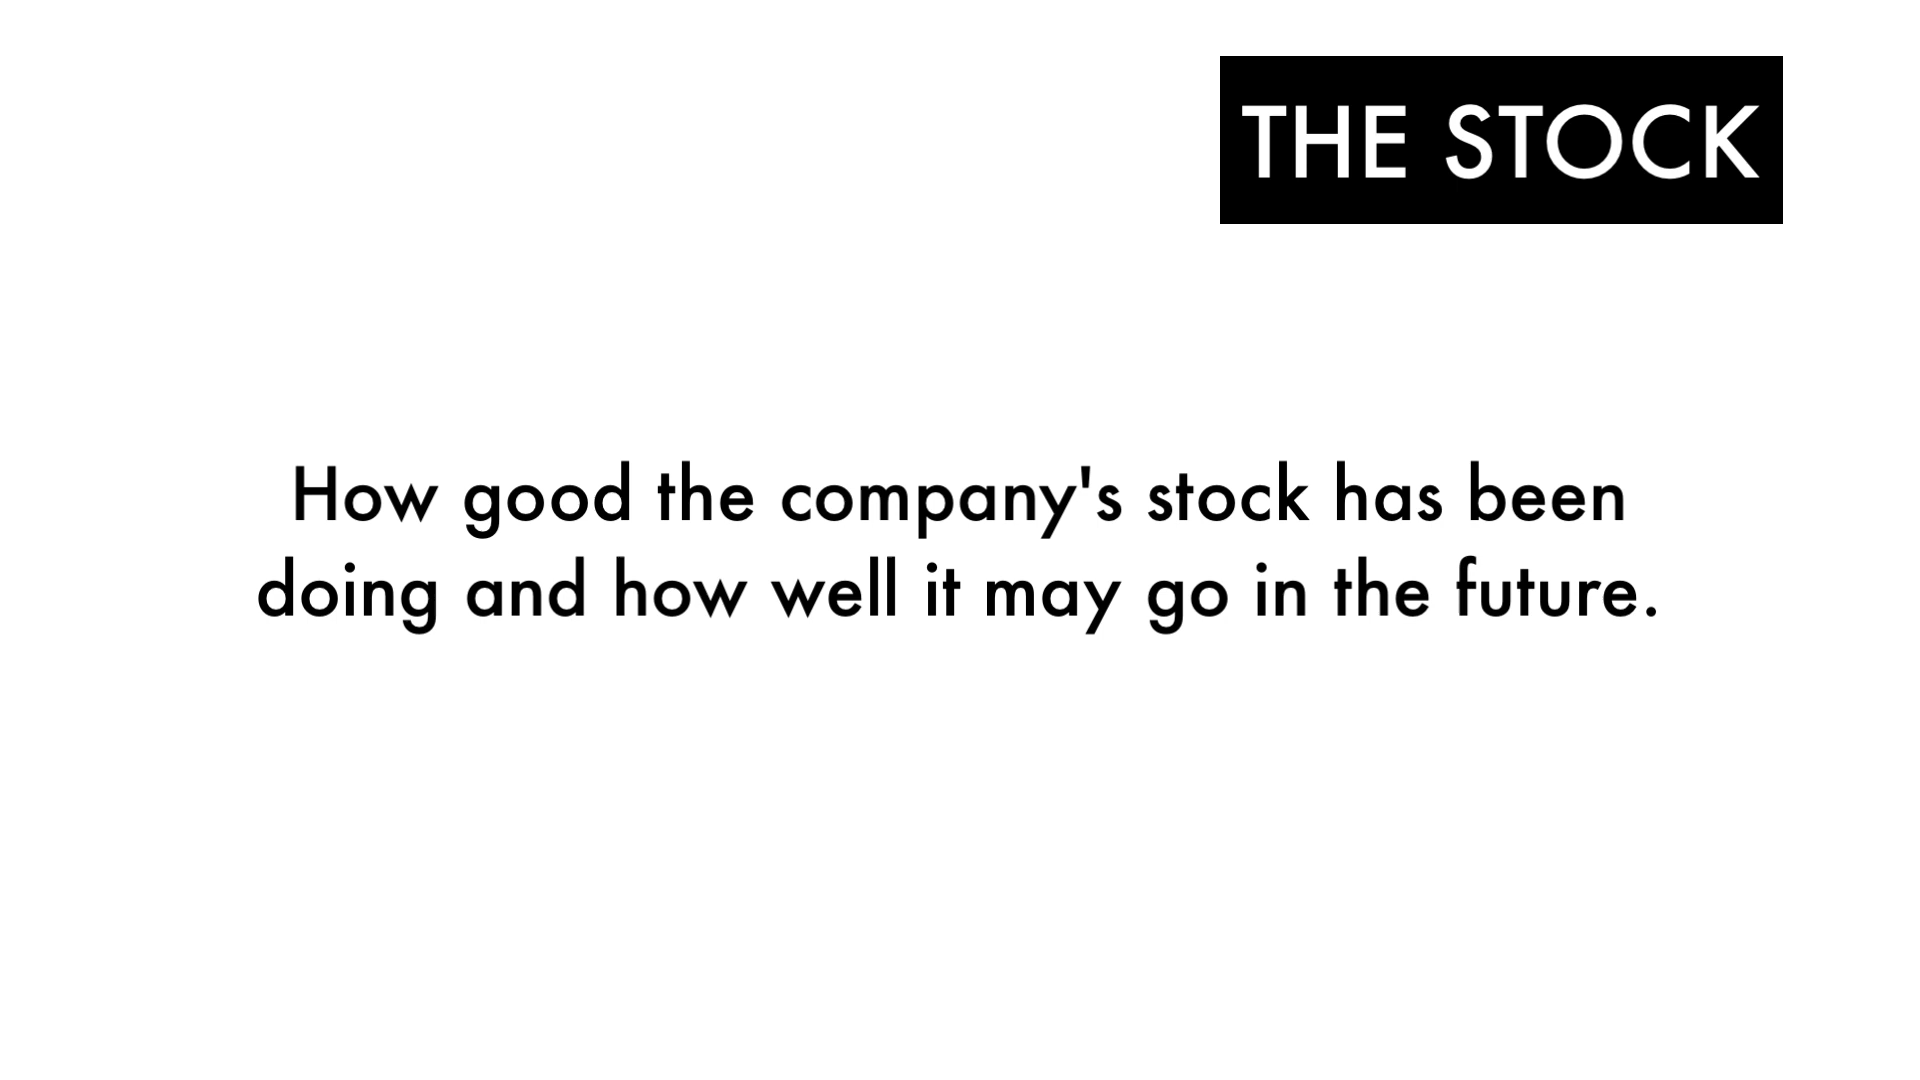 THE STOCK
How good the company's stock has been
doing and how well it may go in the future.